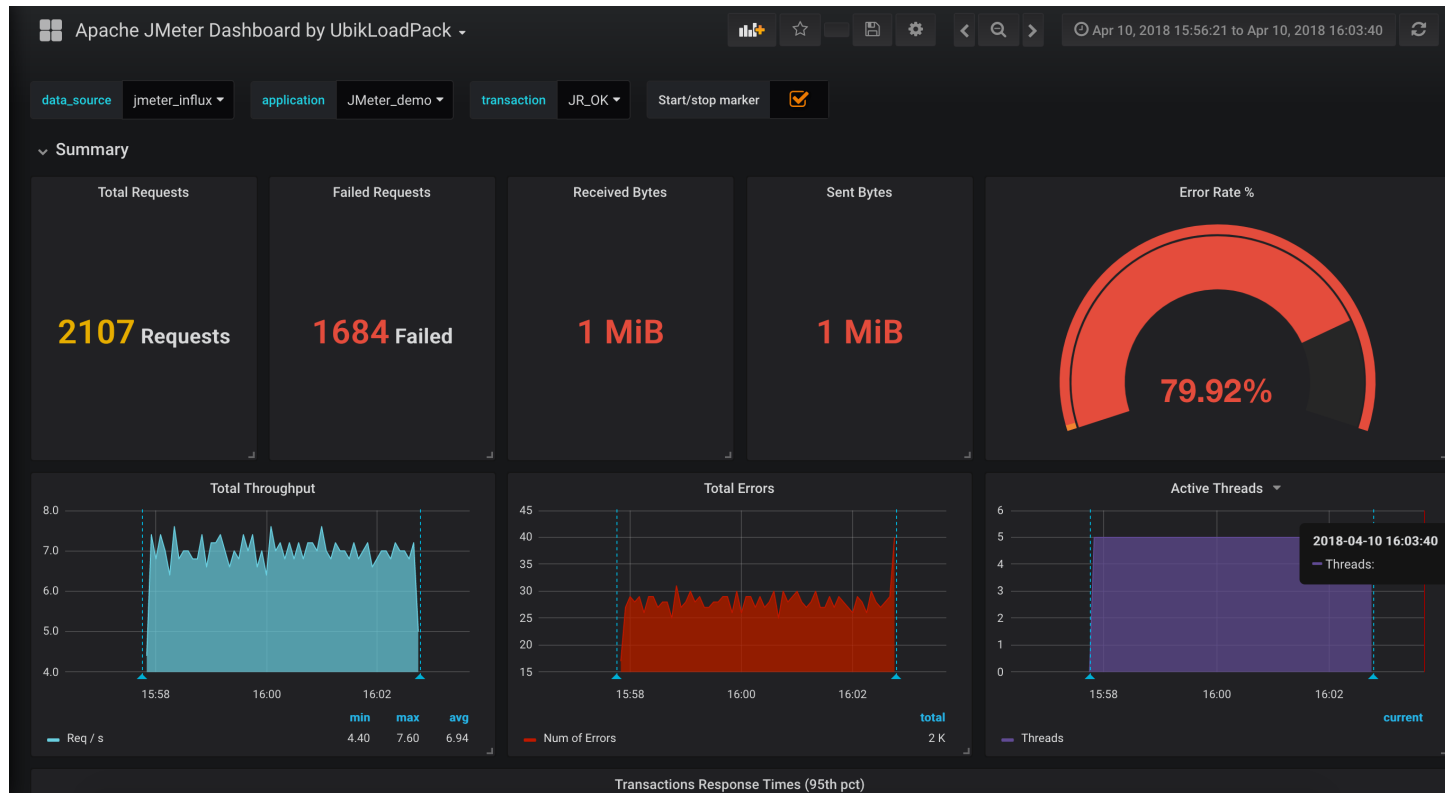 Apache JMeter Dashboard by UbikLoadPack
Apr 10, 2018 15:56:21 to Apr 10, 2018 16:03:40
data_source jmeter_influx application JMeter_demo transaction JR_OK Start/stop marker
Summary
Total Requests
2107 Requests
Failed Requests
1684 Failed
Received Bytes
1 MiB
Sent Bytes
1 MiB
Error Rate %
79.92%
Total Throughput
8.0
7.0
6.0
5.0
4.0
15:58 16:00 16:02
min max avg
Req / s 4.40 7.60 6.94
Total Errors
45
40
35
30
25
20
15
15:58 16:00 16:02
total
Num of Errors 2 K
Active Threads
6
5
4
3
2
1
0
2018-04-10 16:03:40
Threads:
15:58 16:00 16:02
current
Threads
Transactions Response Times (95th pct)